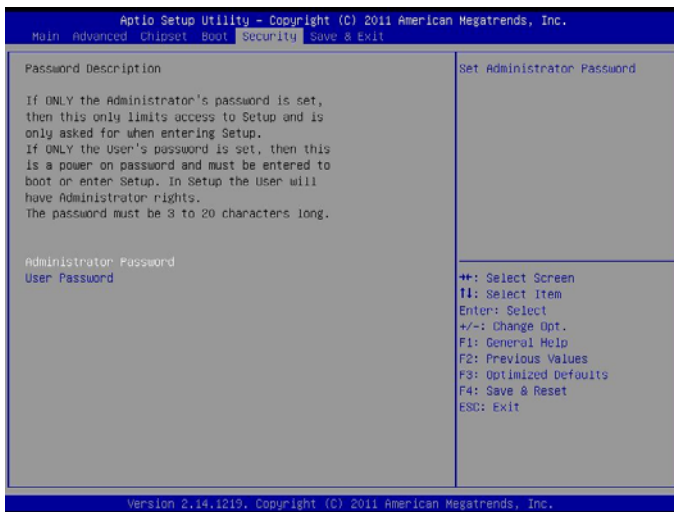 Aptio Setup Utility – Copyright (C) 2011 American Megatrends, Inc.
Main Advanced Chipset Boot Security Save & Exit
Password Description
If ONLY the Administrator's password is set,
then this only limits access to Setup and is
only asked for when entering Setup.
If ONLY the User's password is set, then this
is a power on password and must be entered to
boot or enter Setup. In Setup the User will
have Administrator rights.
The password must be 3 to 20 characters long.
Administrator Password
User Password
Set Administrator Password
→←: Select Screen
↑↓: Select Item
Enter: Select
+/-: Change Opt.
F1: General Help
F2: Previous Values
F3: Optimized Defaults
F4: Save & Reset
ESC: Exit
Version 2.14.1219. Copyright (C) 2011 American Megatrends, Inc.